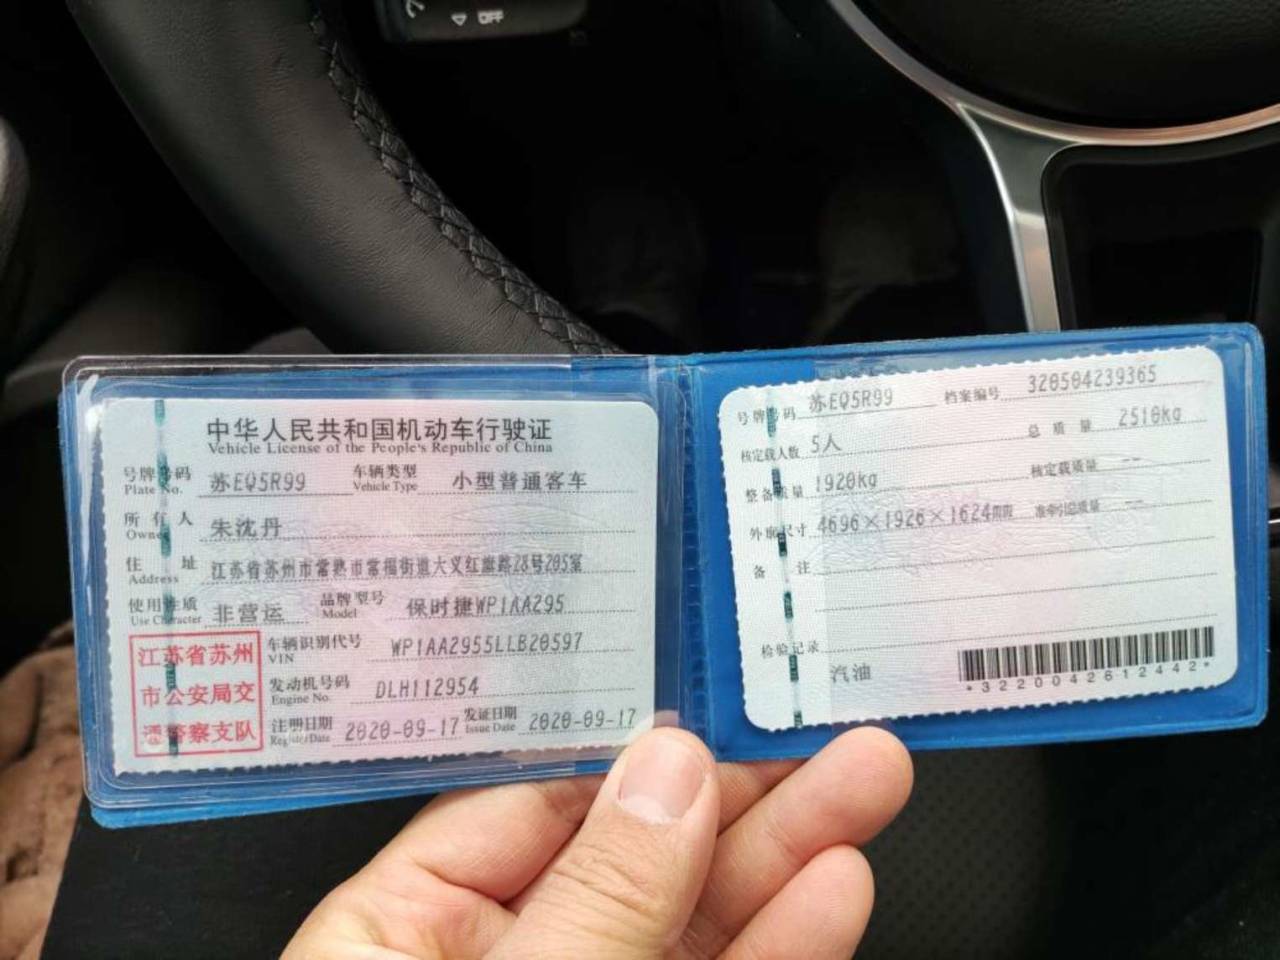 OFF
中华人民共和国机动车行驶证
Vehicle License of the People's Republic of China
号牌号码 苏EQ5R99 车辆类型 小型普通客车
Plate No. Vehicle Type
所有人 朱沈丹
Owner
住址 江苏省苏州市常熟市常福街道大义红旗路28号205室
Address
使用性质 非营运 品牌型号 保时捷WP1AA295
Use Character Model
江苏省苏州
市公安局交
通警察支队
车辆识别代号 WP1AA2955LLB20597
VIN
发动机号码 DLH112954
Engine No.
注册日期 2020-09-17 发证日期 2020-09-17
Register Date Issue Date
号牌号码 苏EQ5R99 档案编号 320504239365
核定载人数 5人 总质量 2510kg
整备质量 1920kg 核定载质量 --
外廓尺寸 4696×1926×1624mm 准牵引总质量 --
备注
检验记录
汽油
*3220042612442*